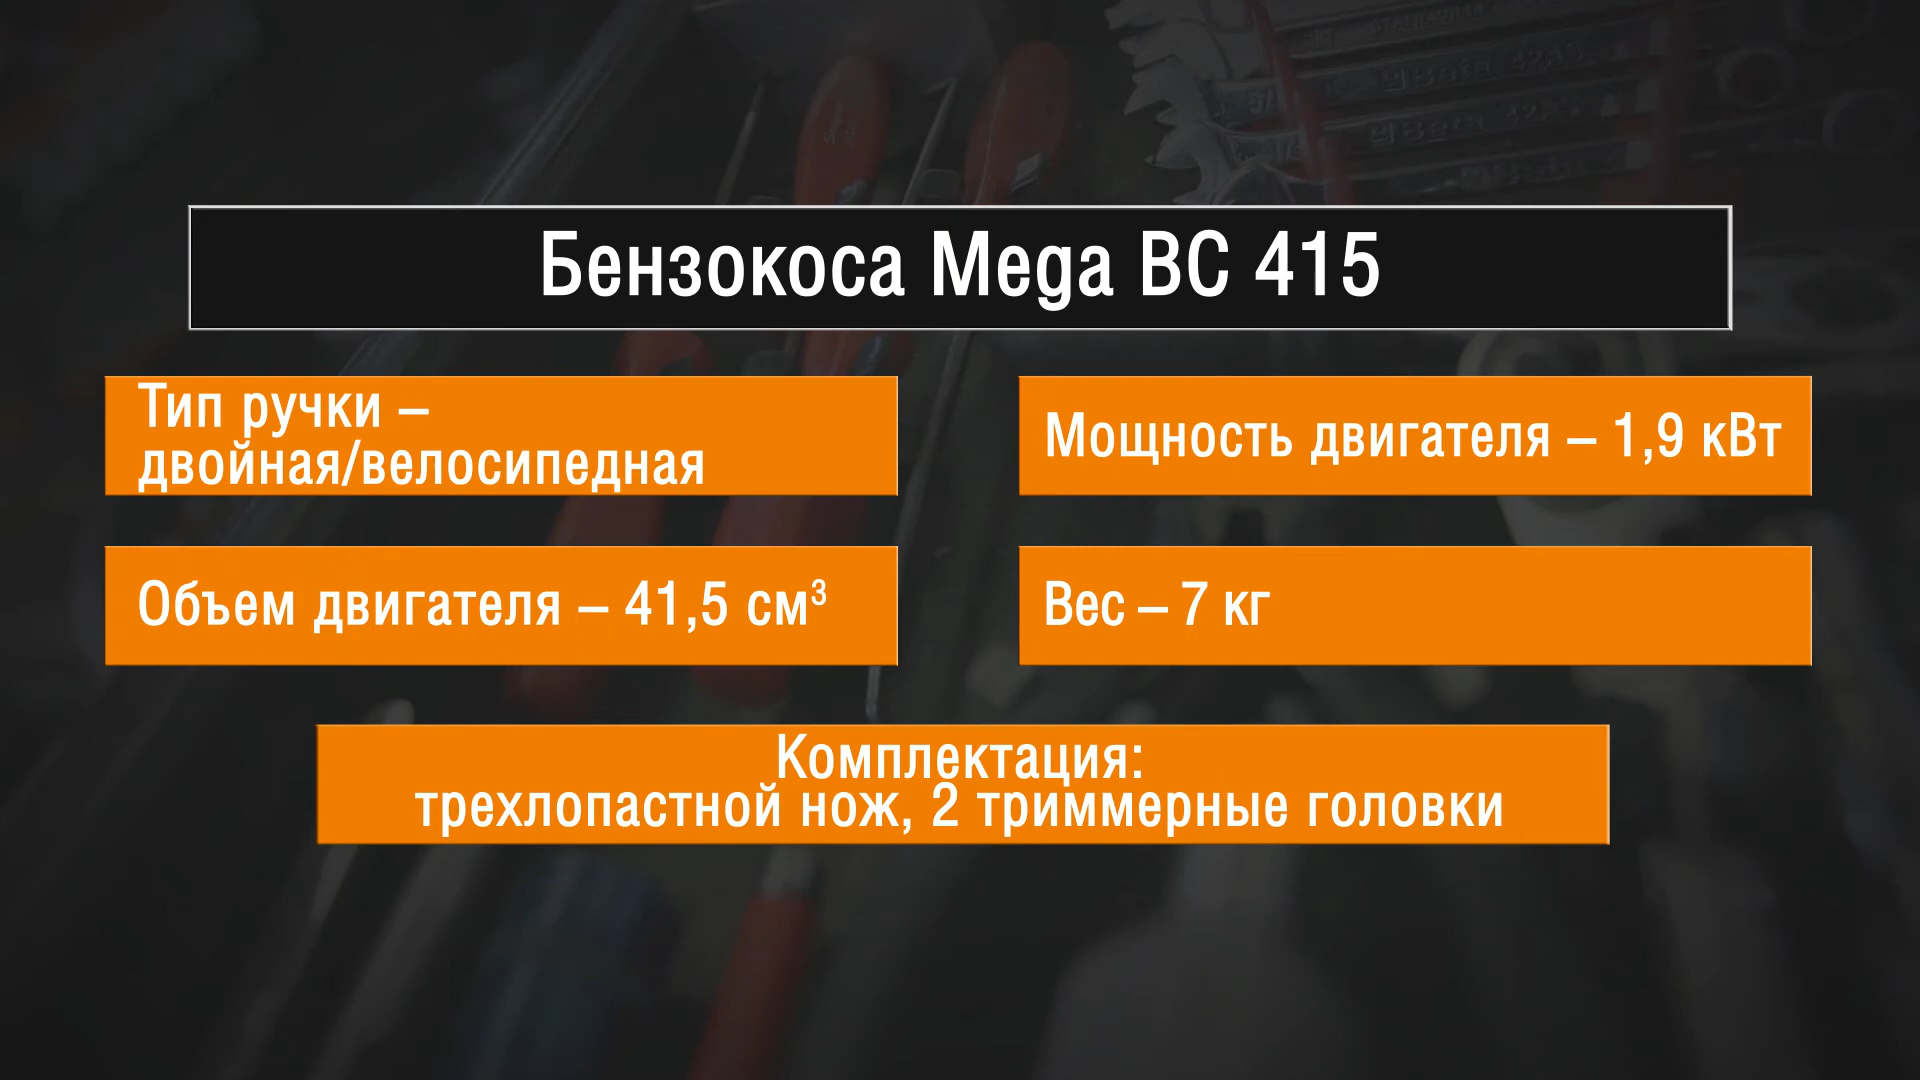 Бензокоса Mega BC 415
Тип ручки –
двойная/велосипедная
Мощность двигателя – 1,9 кВт
Объем двигателя – 41,5 см³
Вес – 7 кг
Комплектация:
трехлопастной нож, 2 триммерные головки